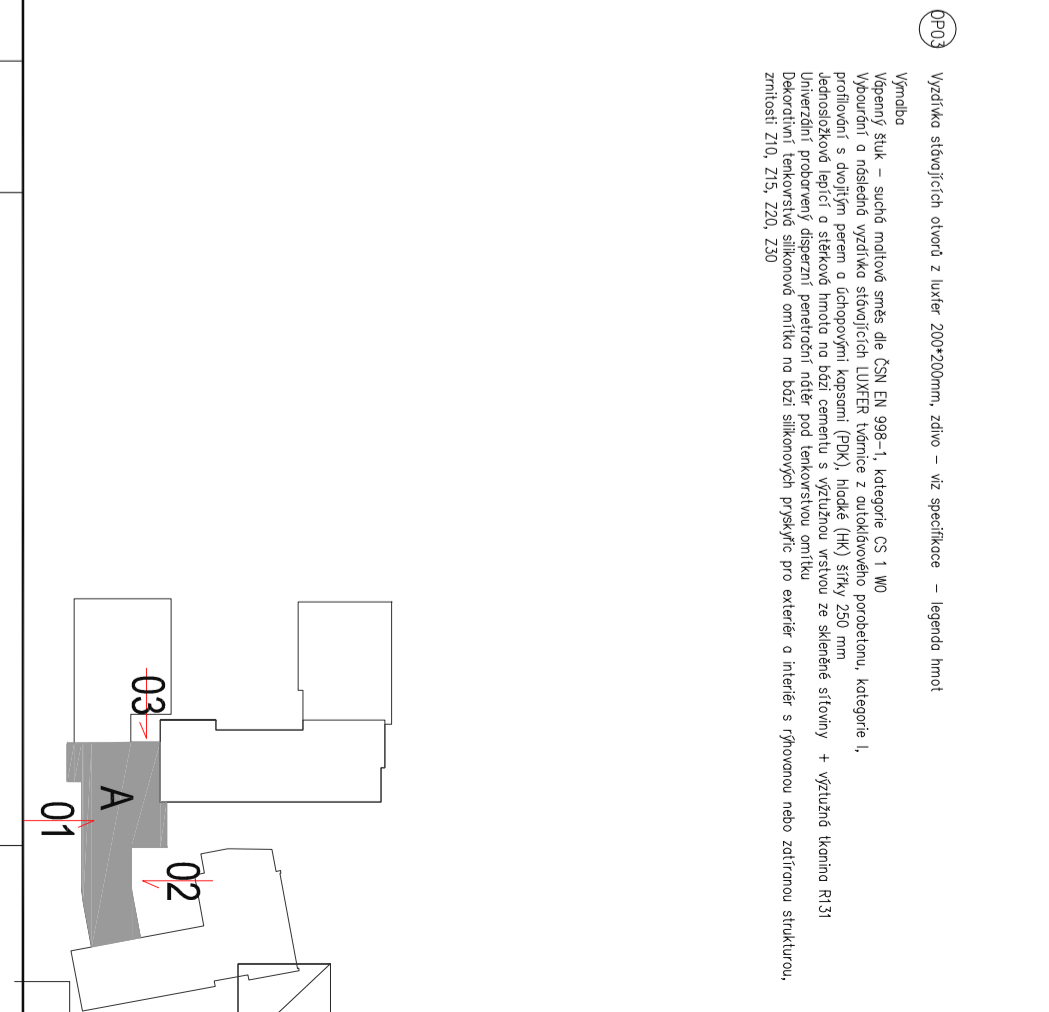 OP03 Vyzdívka stávajících otvorů z luxfer 200*200mm, zdivo – viz specifikace – legenda hmot
Výmalba
Vápenný štuk – suchá maltová směs dle ČSN EN 998–1, kategorie CS 1 W0
Vybourání a následná vyzdívka stávajících LUXFER tvárnice z autoklávového porobetonu, kategorie I,
profilování s dvojitým perem a úchopovými kapsami (PDK), hladké (HK) šířky 250 mm
Jednosložková lepící a stěrková hmota na bázi cementu s výztužnou vrstvou ze skleněné síťoviny + výztužná tkanina R131
Univerzální probarvený disperzní penetrační nátěr pod tenkovrstvou omítku
Dekorativní tenkovrstvá silikonová omítka na bázi silikonových pryskyřic pro exteriér a interiér s rýhovanou nebo zatíranou strukturou,
zrnitosti Z10, Z15, Z20, Z30
03
02
A
01